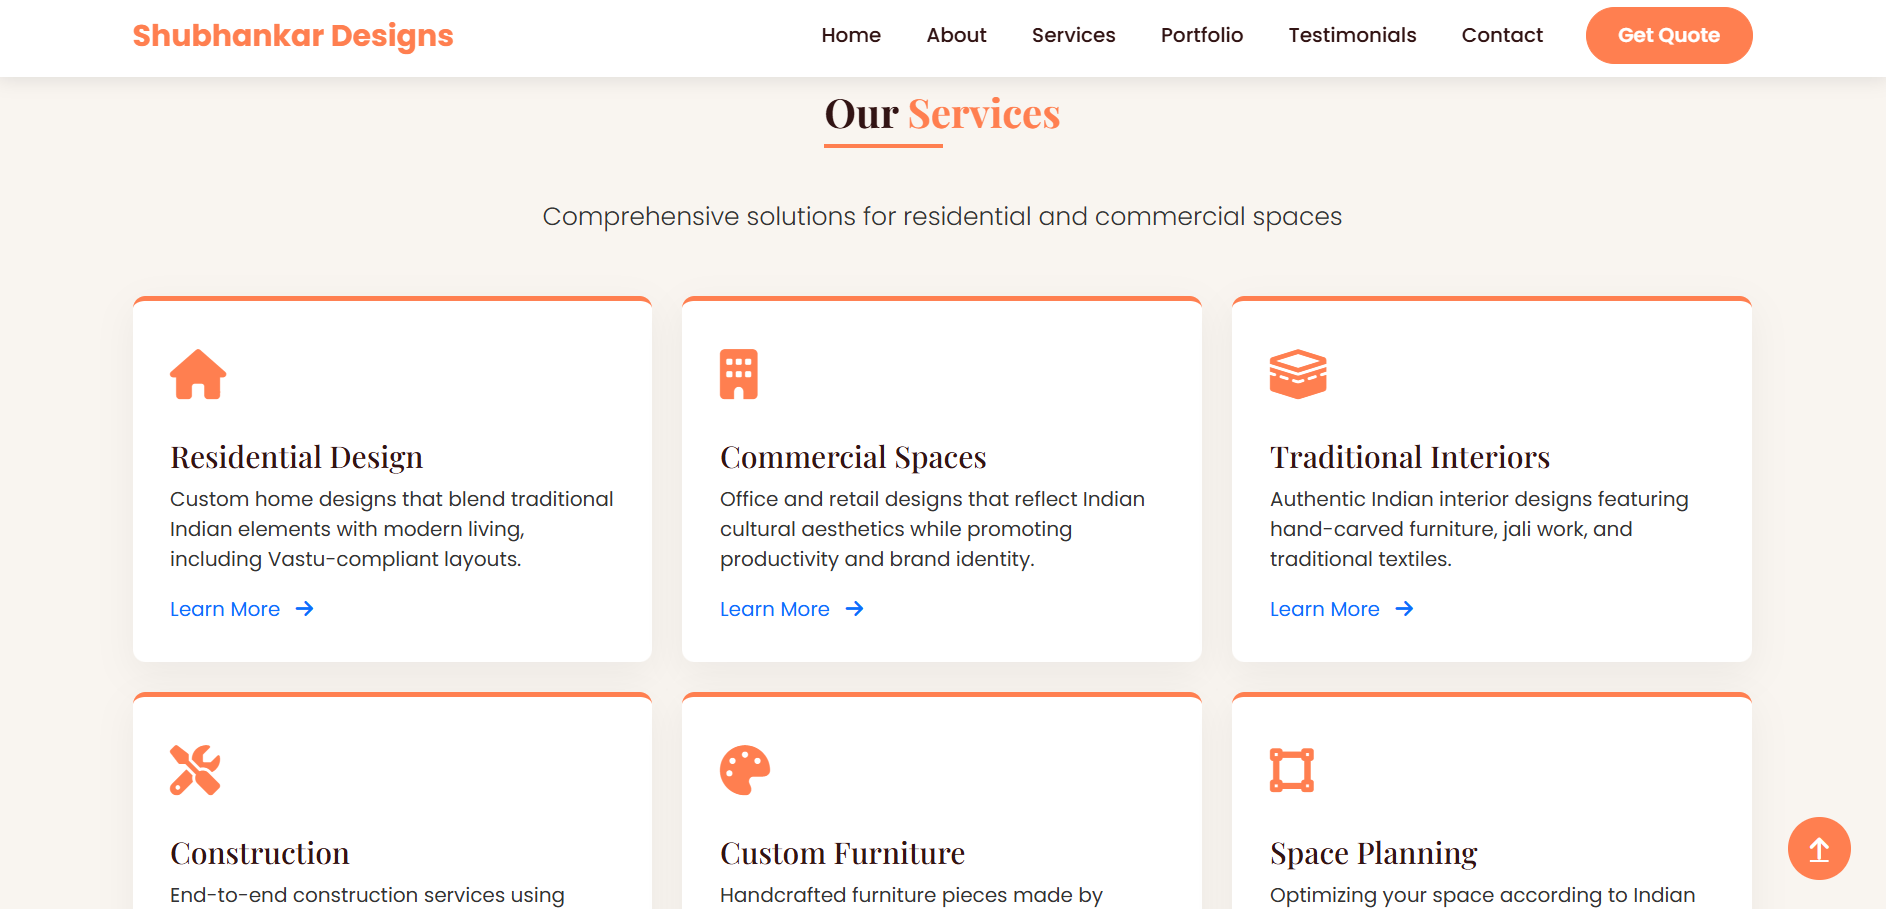 Shubhankar Designs
Home About Services Portfolio Testimonials Contact Get Quote
Our Services
Comprehensive solutions for residential and commercial spaces
Residential Design
Custom home designs that blend traditional
Indian elements with modern living,
including Vastu-compliant layouts.
Learn More
Commercial Spaces
Office and retail designs that reflect Indian
cultural aesthetics while promoting
productivity and brand identity.
Learn More
Traditional Interiors
Authentic Indian interior designs featuring
hand-carved furniture, jali work, and
traditional textiles.
Learn More
Construction
End-to-end construction services using
Custom Furniture
Handcrafted furniture pieces made by
Space Planning
Optimizing your space according to Indian